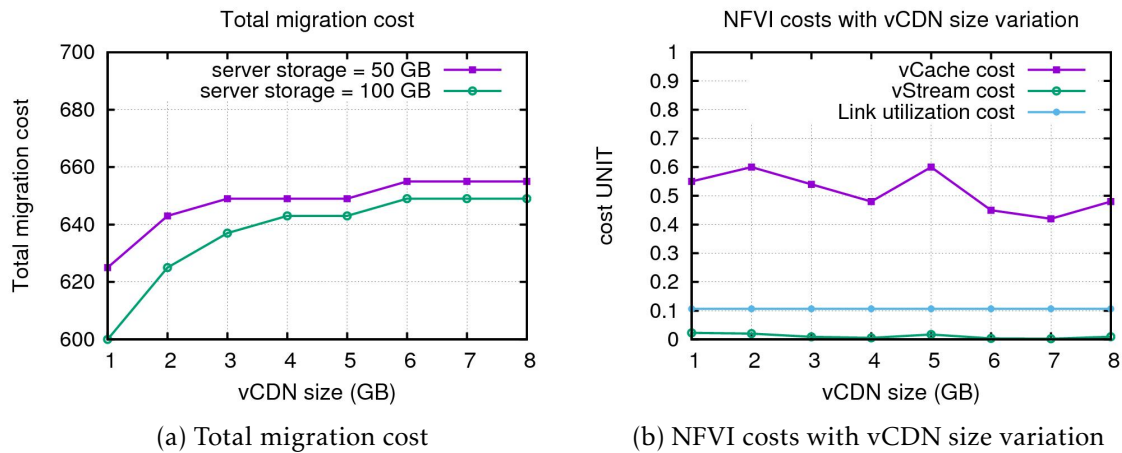 Total migration cost
700
680
660
640
620
600
Total migration cost
server storage = 50 GB
server storage = 100 GB
1 2 3 4 5 6 7 8
vCDN size (GB)
(a) Total migration cost
NFVI costs with vCDN size variation
1
0.9
0.8
0.7
0.6
0.5
0.4
0.3
0.2
0.1
0
cost UNIT
vCache cost
vStream cost
Link utilization cost
1 2 3 4 5 6 7 8
vCDN size (GB)
(b) NFVI costs with vCDN size variation